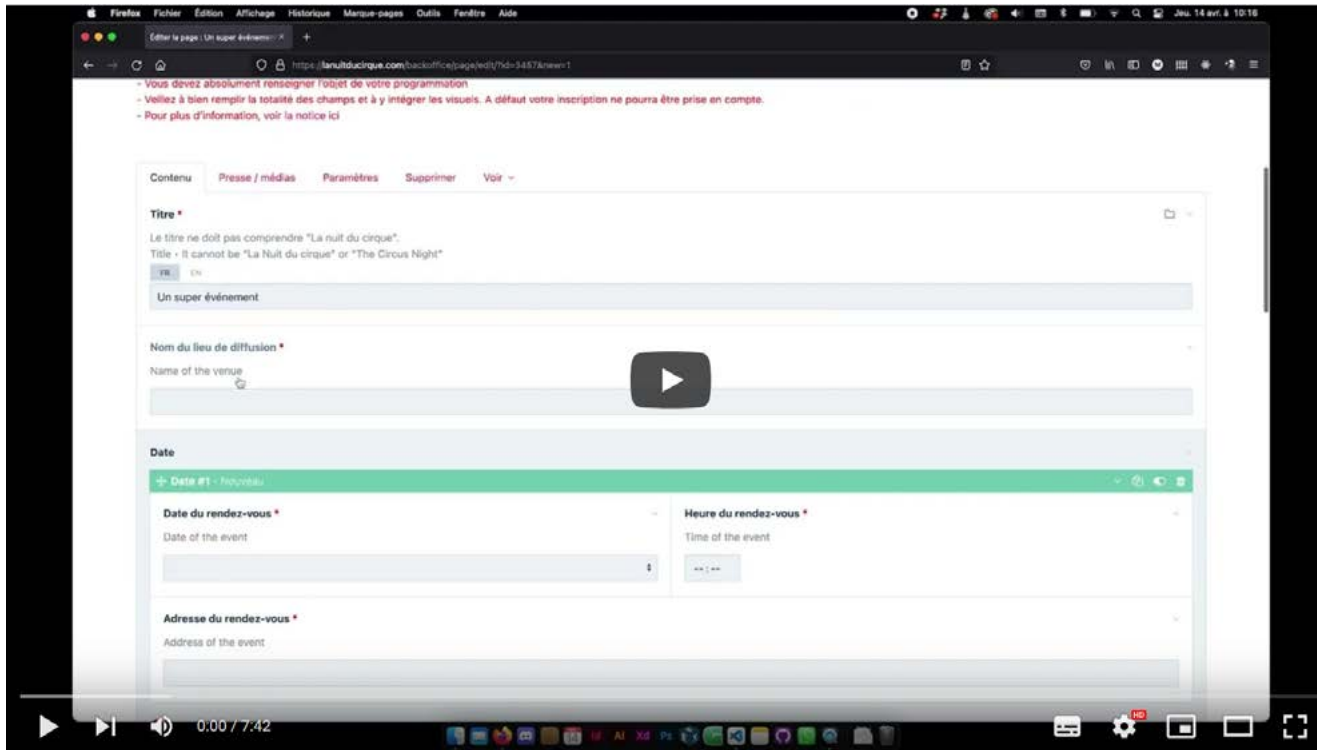 Firefox Fichier Édition Affichage Historique Marque-pages Outils Fenêtre Aide Jeu. 14 avr. à 10:16
Éditer la page : Un super événemen
https://lanuitducirque.com/backoffice/page/edit/?id=3487&new=1
- Vous devez absolument renseigner l'objet de votre programmation
- Veillez à bien remplir la totalité des champs et à y intégrer les visuels. A défaut votre inscription ne pourra être prise en compte.
- Pour plus d'information, voir la notice ici
Contenu Presse / médias Paramètres Supprimer Voir
Titre *
Le titre ne doit pas comprendre "La nuit du cirque".
Title - It cannot be "La Nuit du cirque" or "The Circus Night"
FR EN
Un super événement
Nom du lieu de diffusion *
Name of the venue
Date
Date #1 - Nouveau
Date du rendez-vous * Heure du rendez-vous *
Date of the event Time of the event
-- : --
Adresse du rendez-vous *
Address of the event
0:00 / 7:42 HD
Id Ai Xd Ps